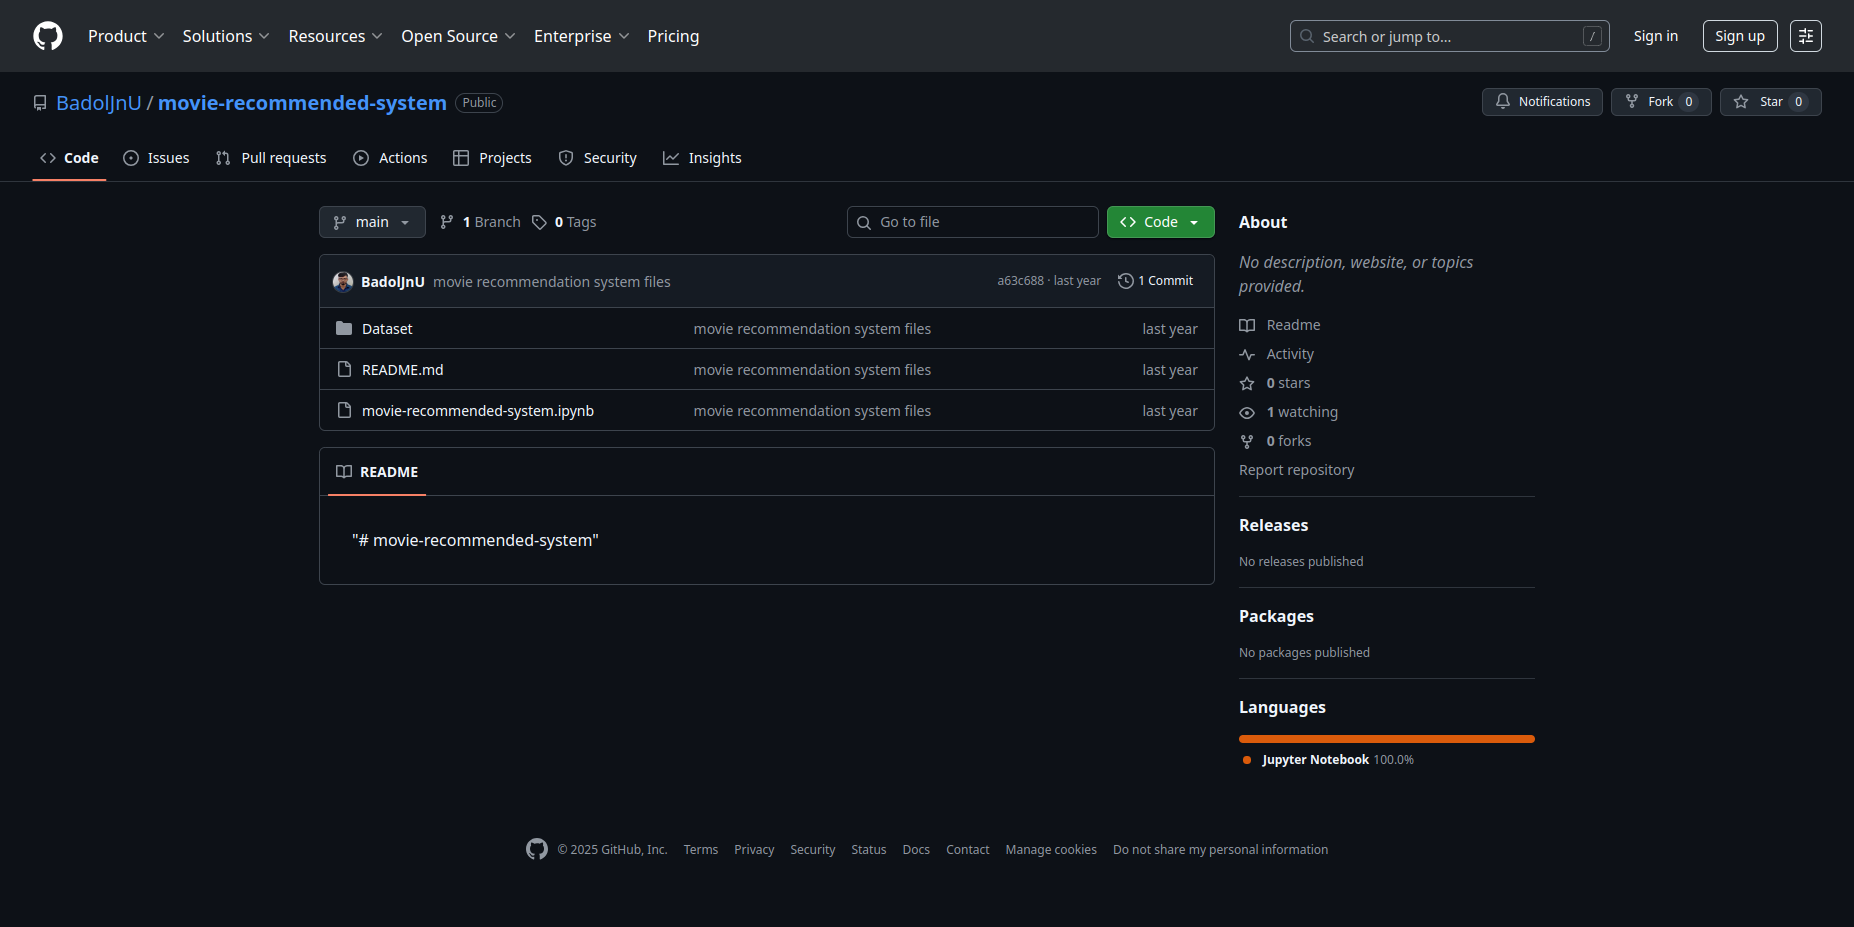 Product Solutions Resources Open Source Enterprise Pricing Search or jump to... / Sign in Sign up
BadolJnU / movie-recommended-system Public Notifications Fork 0 Star 0
Code Issues Pull requests Actions Projects Security Insights
main 1 Branch 0 Tags Go to file Code
BadolJnU movie recommendation system files a63c688 · last year 1 Commit
Dataset movie recommendation system files last year
README.md movie recommendation system files last year
movie-recommended-system.ipynb movie recommendation system files last year
README
"# movie-recommended-system"
About
No description, website, or topics
provided.
Readme
Activity
0 stars
1 watching
0 forks
Report repository
Releases
No releases published
Packages
No packages published
Languages
Jupyter Notebook 100.0%
© 2025 GitHub, Inc. Terms Privacy Security Status Docs Contact Manage cookies Do not share my personal information